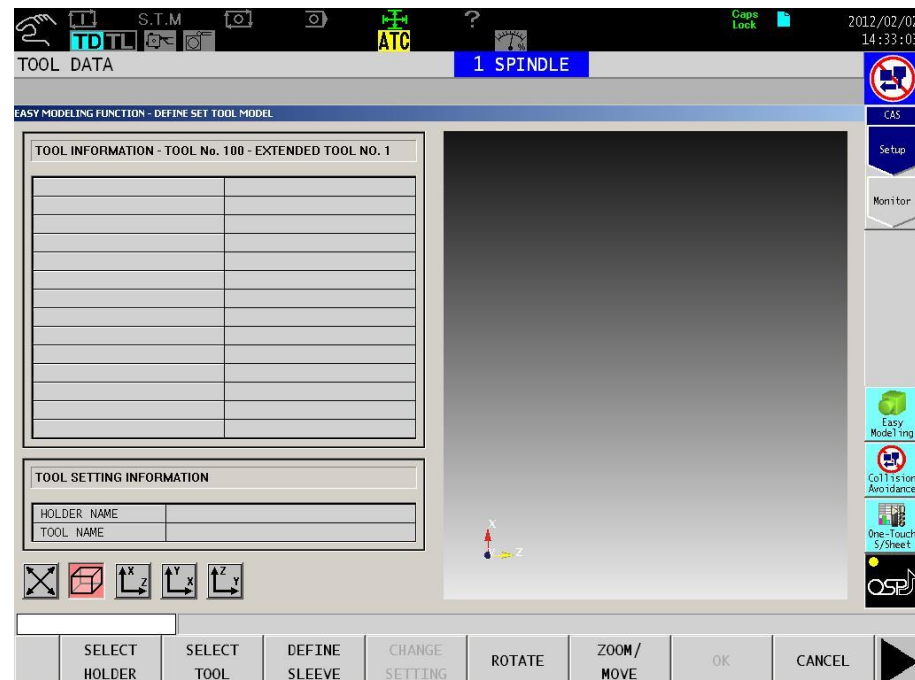 S.T.M
?
Caps
Lock
2012/02/02
14:33:03
TD TL
ATC
%
TOOL DATA
1 SPINDLE
EASY MODELING FUNCTION - DEFINE SET TOOL MODEL
CAS
TOOL INFORMATION - TOOL No. 100 - EXTENDED TOOL NO. 1
Setup
Monitor
Easy
Modeling
TOOL SETTING INFORMATION
Collision
Avoidance
HOLDER NAME
TOOL NAME
X
Y Z
One-Touch
S/Sheet
X Z
Y X
Z Y
OSP
SELECT HOLDER
SELECT TOOL
DEFINE SLEEVE
CHANGE SETTING
ROTATE
ZOOM/ MOVE
OK
CANCEL